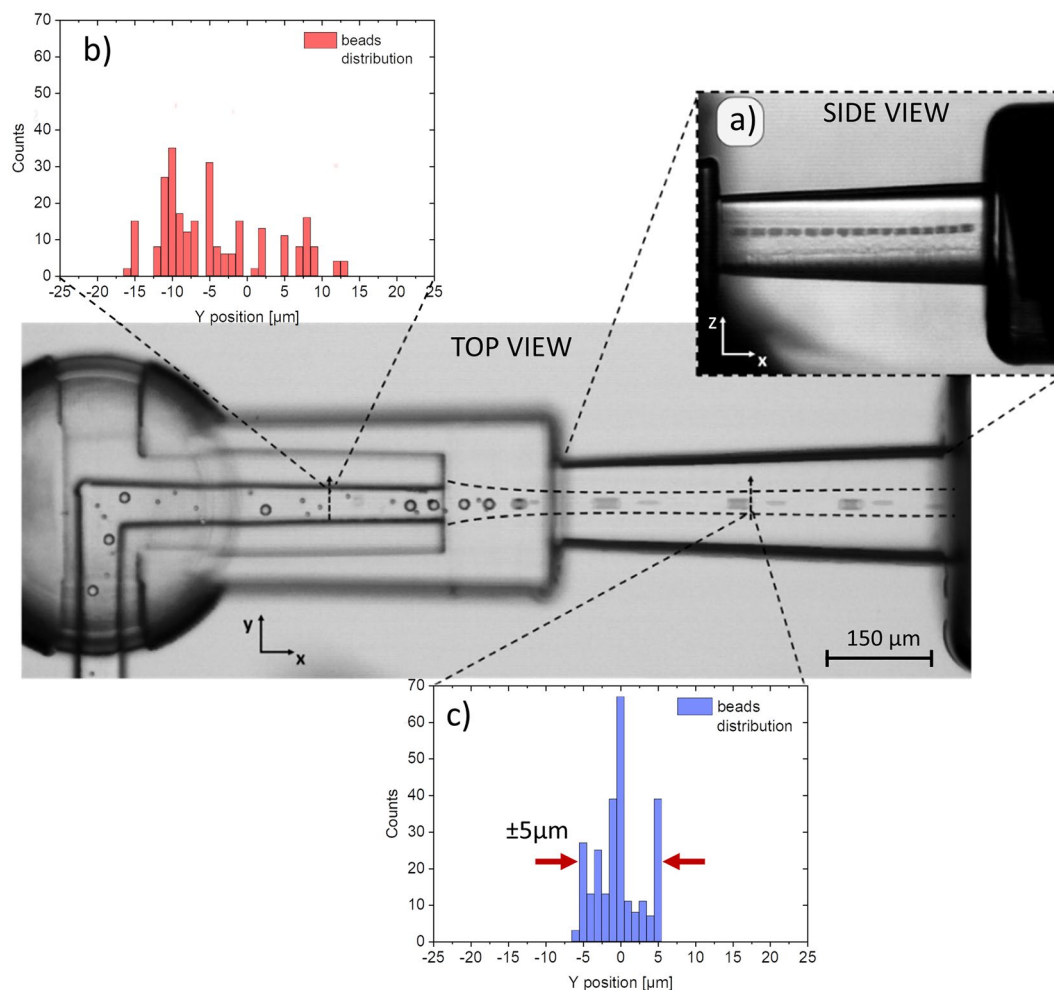 b)
beads
distribution
Counts
70
60
50
40
30
20
10
0
-25 -20 -15 -10 -5 0 5 10 15 20 25
Y position [µm]
a)
SIDE VIEW
z
x
TOP VIEW
y
x
150 µm
c)
beads
distribution
±5µm
Counts
70
60
50
40
30
20
10
0
-25 -20 -15 -10 -5 0 5 10 15 20 25
Y position [µm]